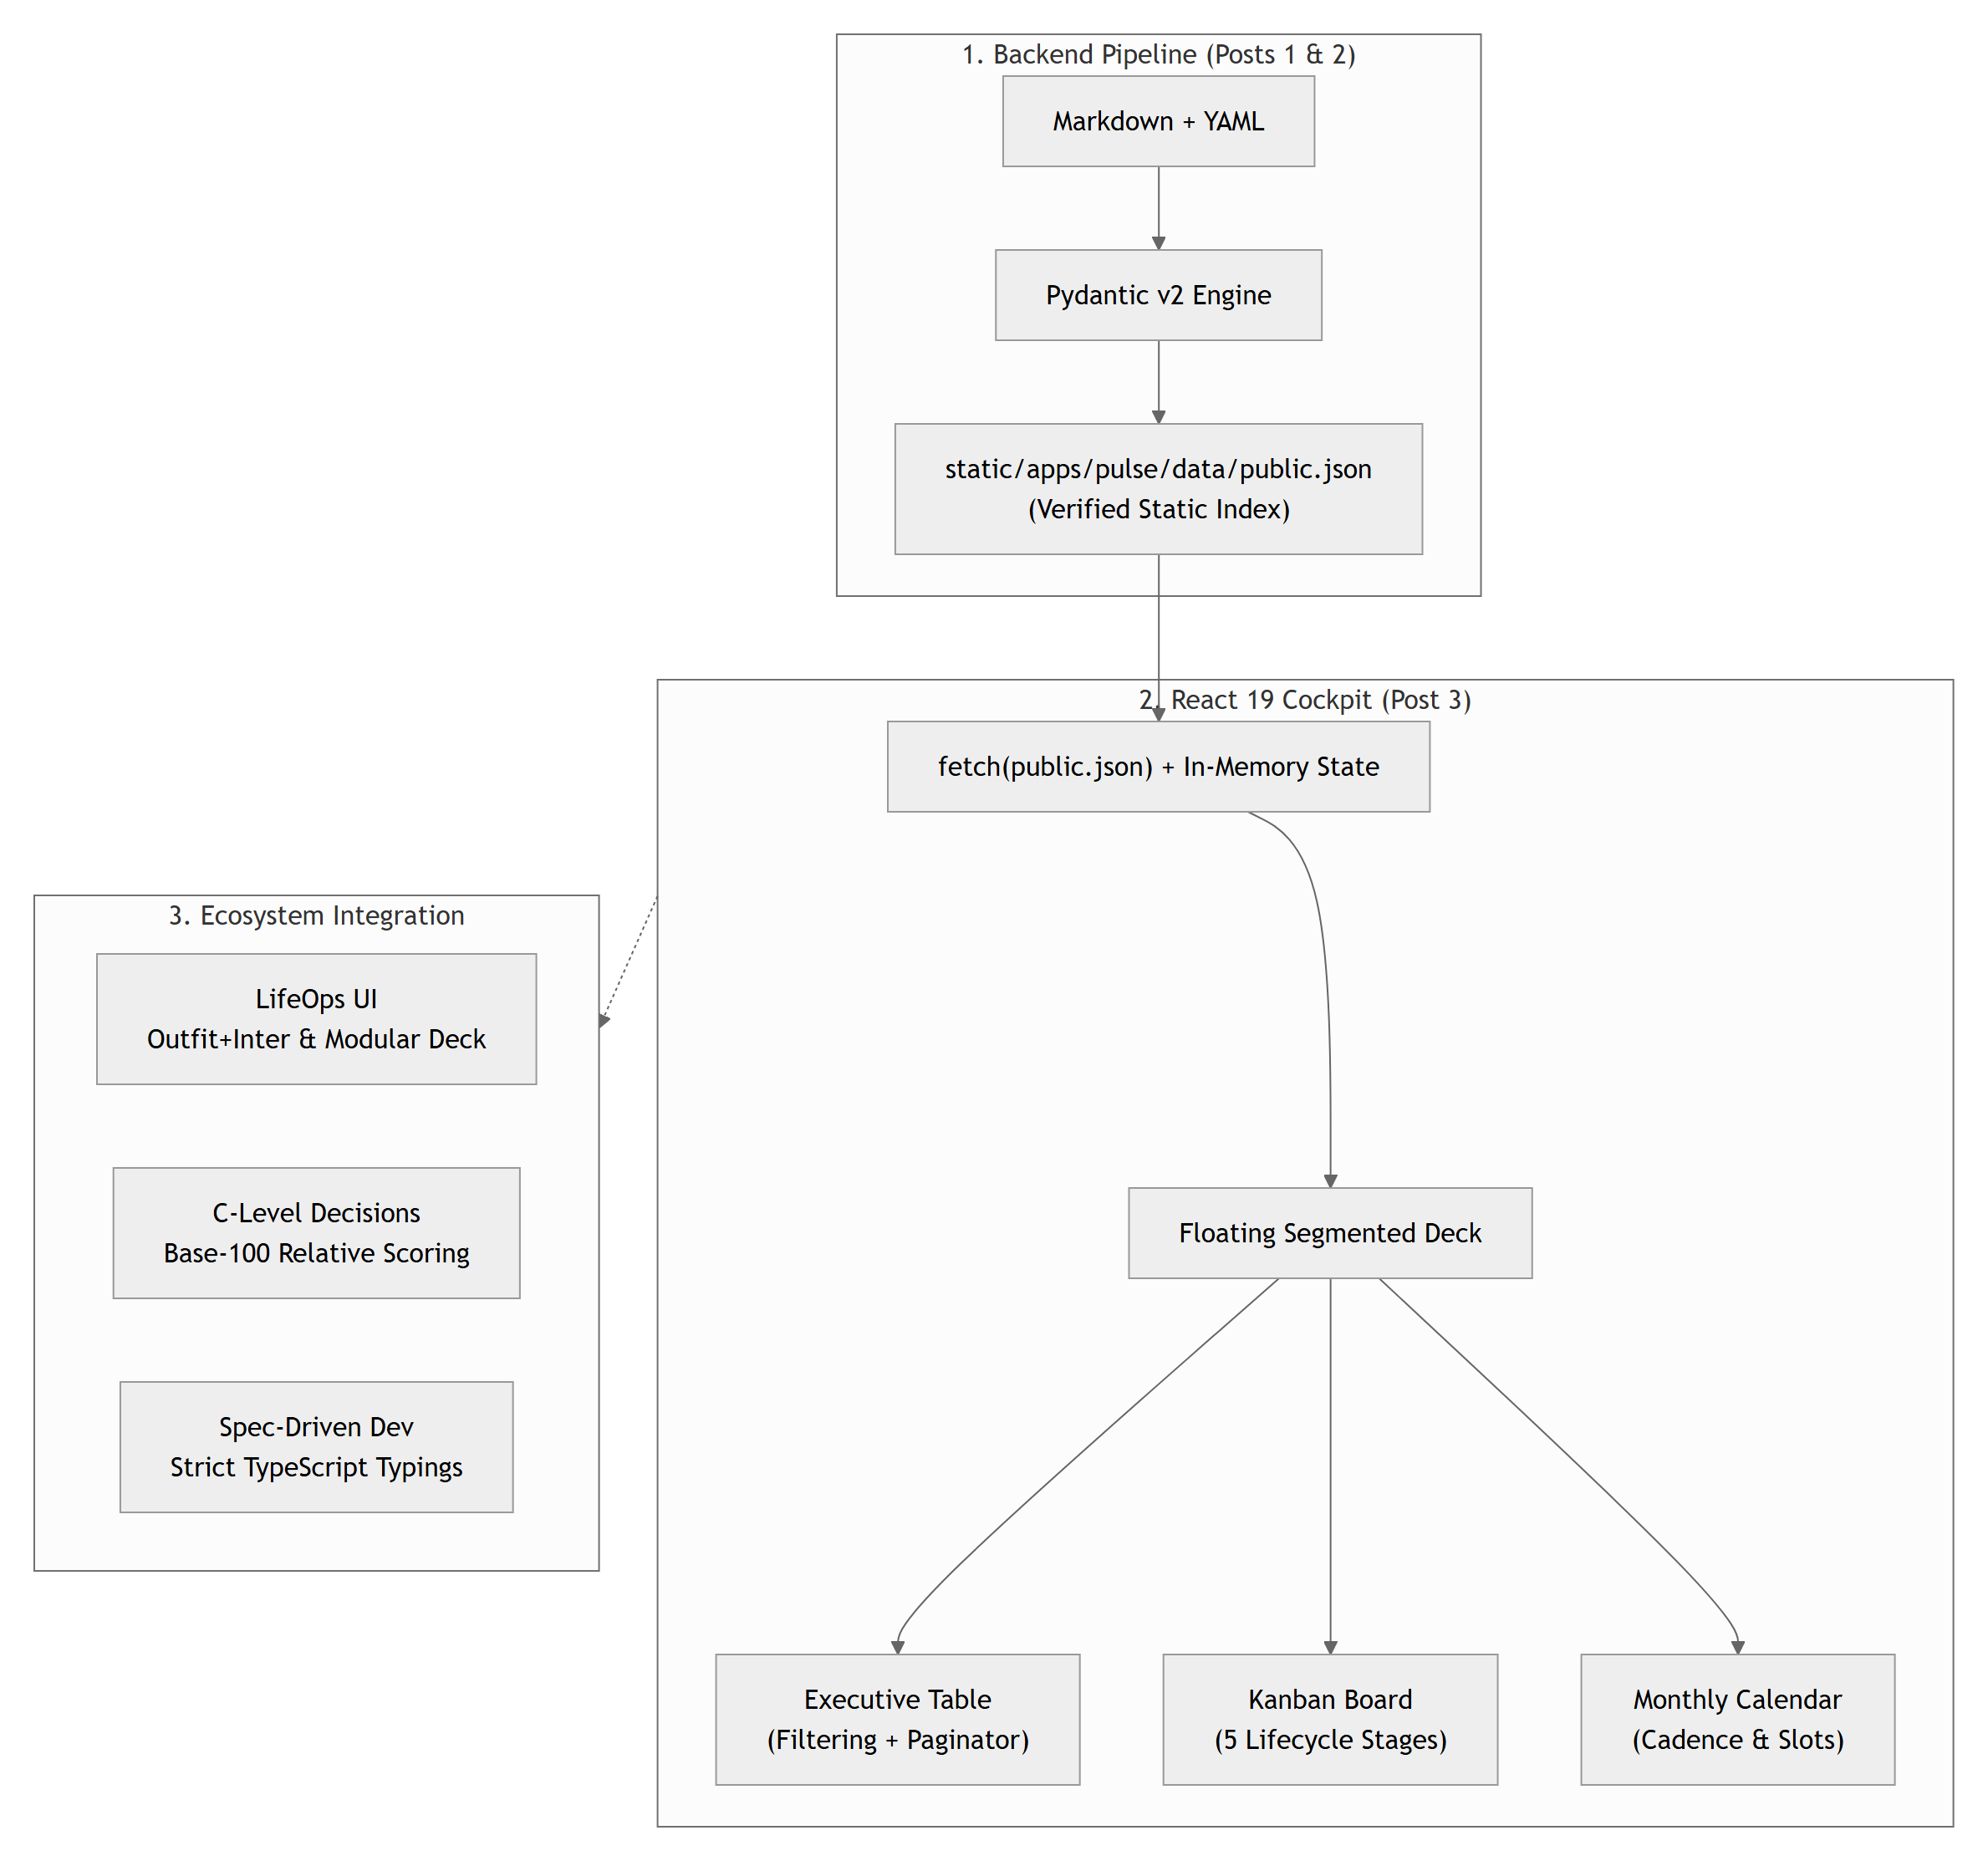 1. Backend Pipeline (Posts 1 & 2)
Markdown + YAML
Pydantic v2 Engine
static/apps/pulse/data/public.json
(Verified Static Index)
2. React 19 Cockpit (Post 3)
fetch(public.json) + In-Memory State
3. Ecosystem Integration
LifeOps UI
Outfit+Inter & Modular Deck
C-Level Decisions
Base-100 Relative Scoring
Spec-Driven Dev
Strict TypeScript Typings
Floating Segmented Deck
Executive Table
(Filtering + Paginator)
Kanban Board
(5 Lifecycle Stages)
Monthly Calendar
(Cadence & Slots)